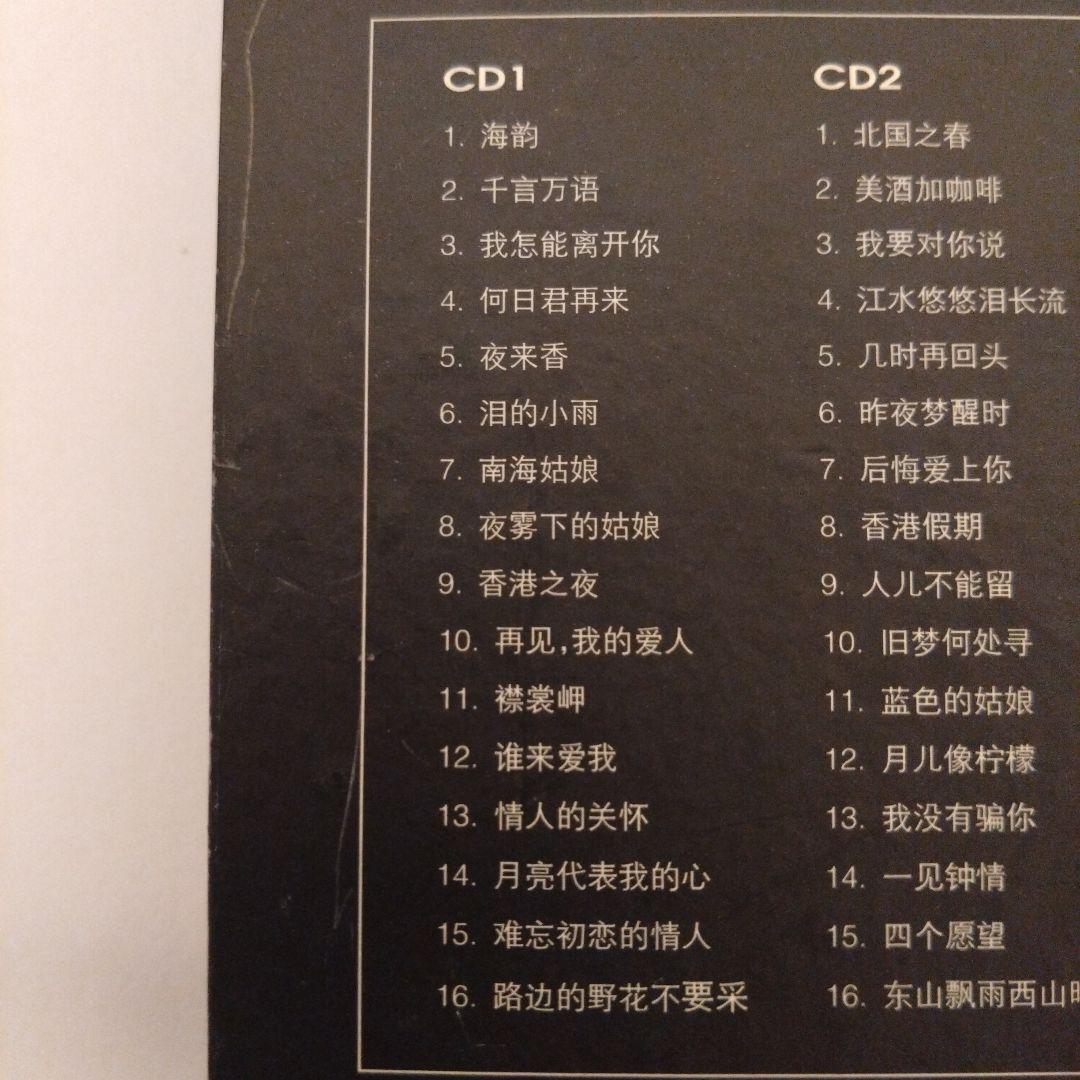 CD1
1. 海韵
2. 千言万语
3. 我怎能离开你
4. 何日君再来
5. 夜来香
6. 泪的小雨
7. 南海姑娘
8. 夜雾下的姑娘
9. 香港之夜
10. 再见,我的爱人
11. 襟裳岬
12. 谁来爱我
13. 情人的关怀
14. 月亮代表我的心
15. 难忘初恋的情人
16. 路边的野花不要采
CD2
1. 北国之春
2. 美酒加咖啡
3. 我要对你说
4. 江水悠悠泪长流
5. 几时再回头
6. 昨夜梦醒时
7. 后悔爱上你
8. 香港假期
9. 人儿不能留
10. 旧梦何处寻
11. 蓝色的姑娘
12. 月儿像柠檬
13. 我没有骗你
14. 一见钟情
15. 四个愿望
16. 东山飘雨西山